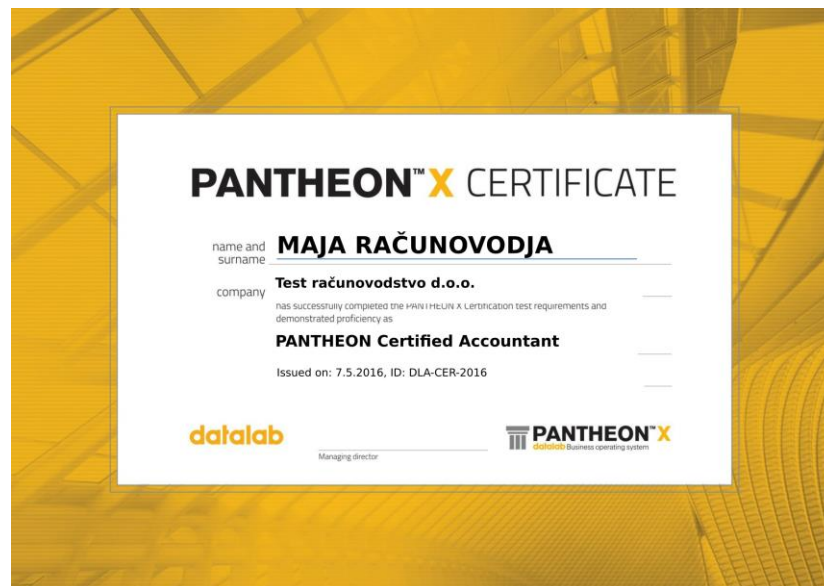 PANTHEON™X CERTIFICATE
name and surname MAJA RAČUNOVODJA
company Test računovodstvo d.o.o.
has successfully completed the PANTHEON X Certification test requirements and
demonstrated proficiency as
PANTHEON Certified Accountant
Issued on: 7.5.2016, ID: DLA-CER-2016
datalab
Managing director
PANTHEON™X
datalab Business operating system